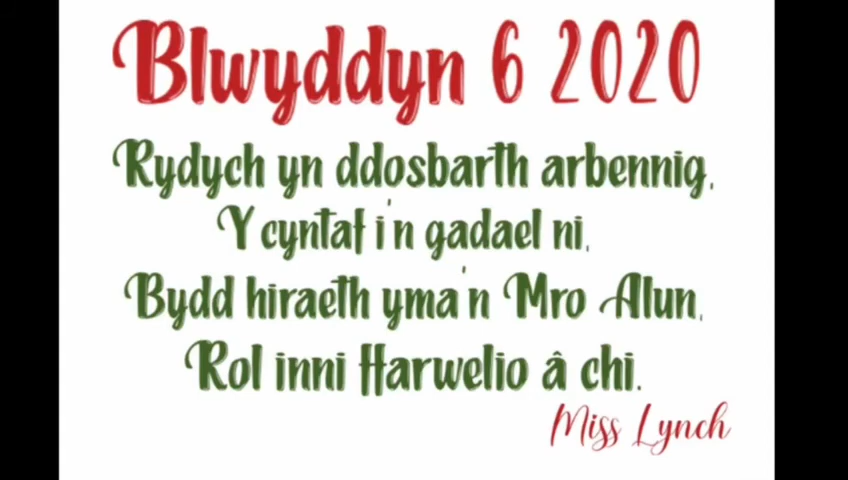 Blwyddyn 6 2020
Rydych yn ddosbarth arbennig,
Y cyntaf i'n gadael ni,
Bydd hiraeth yma'n Mro Alun,
Rol inni ffarwelio â chi.
Miss Lynch